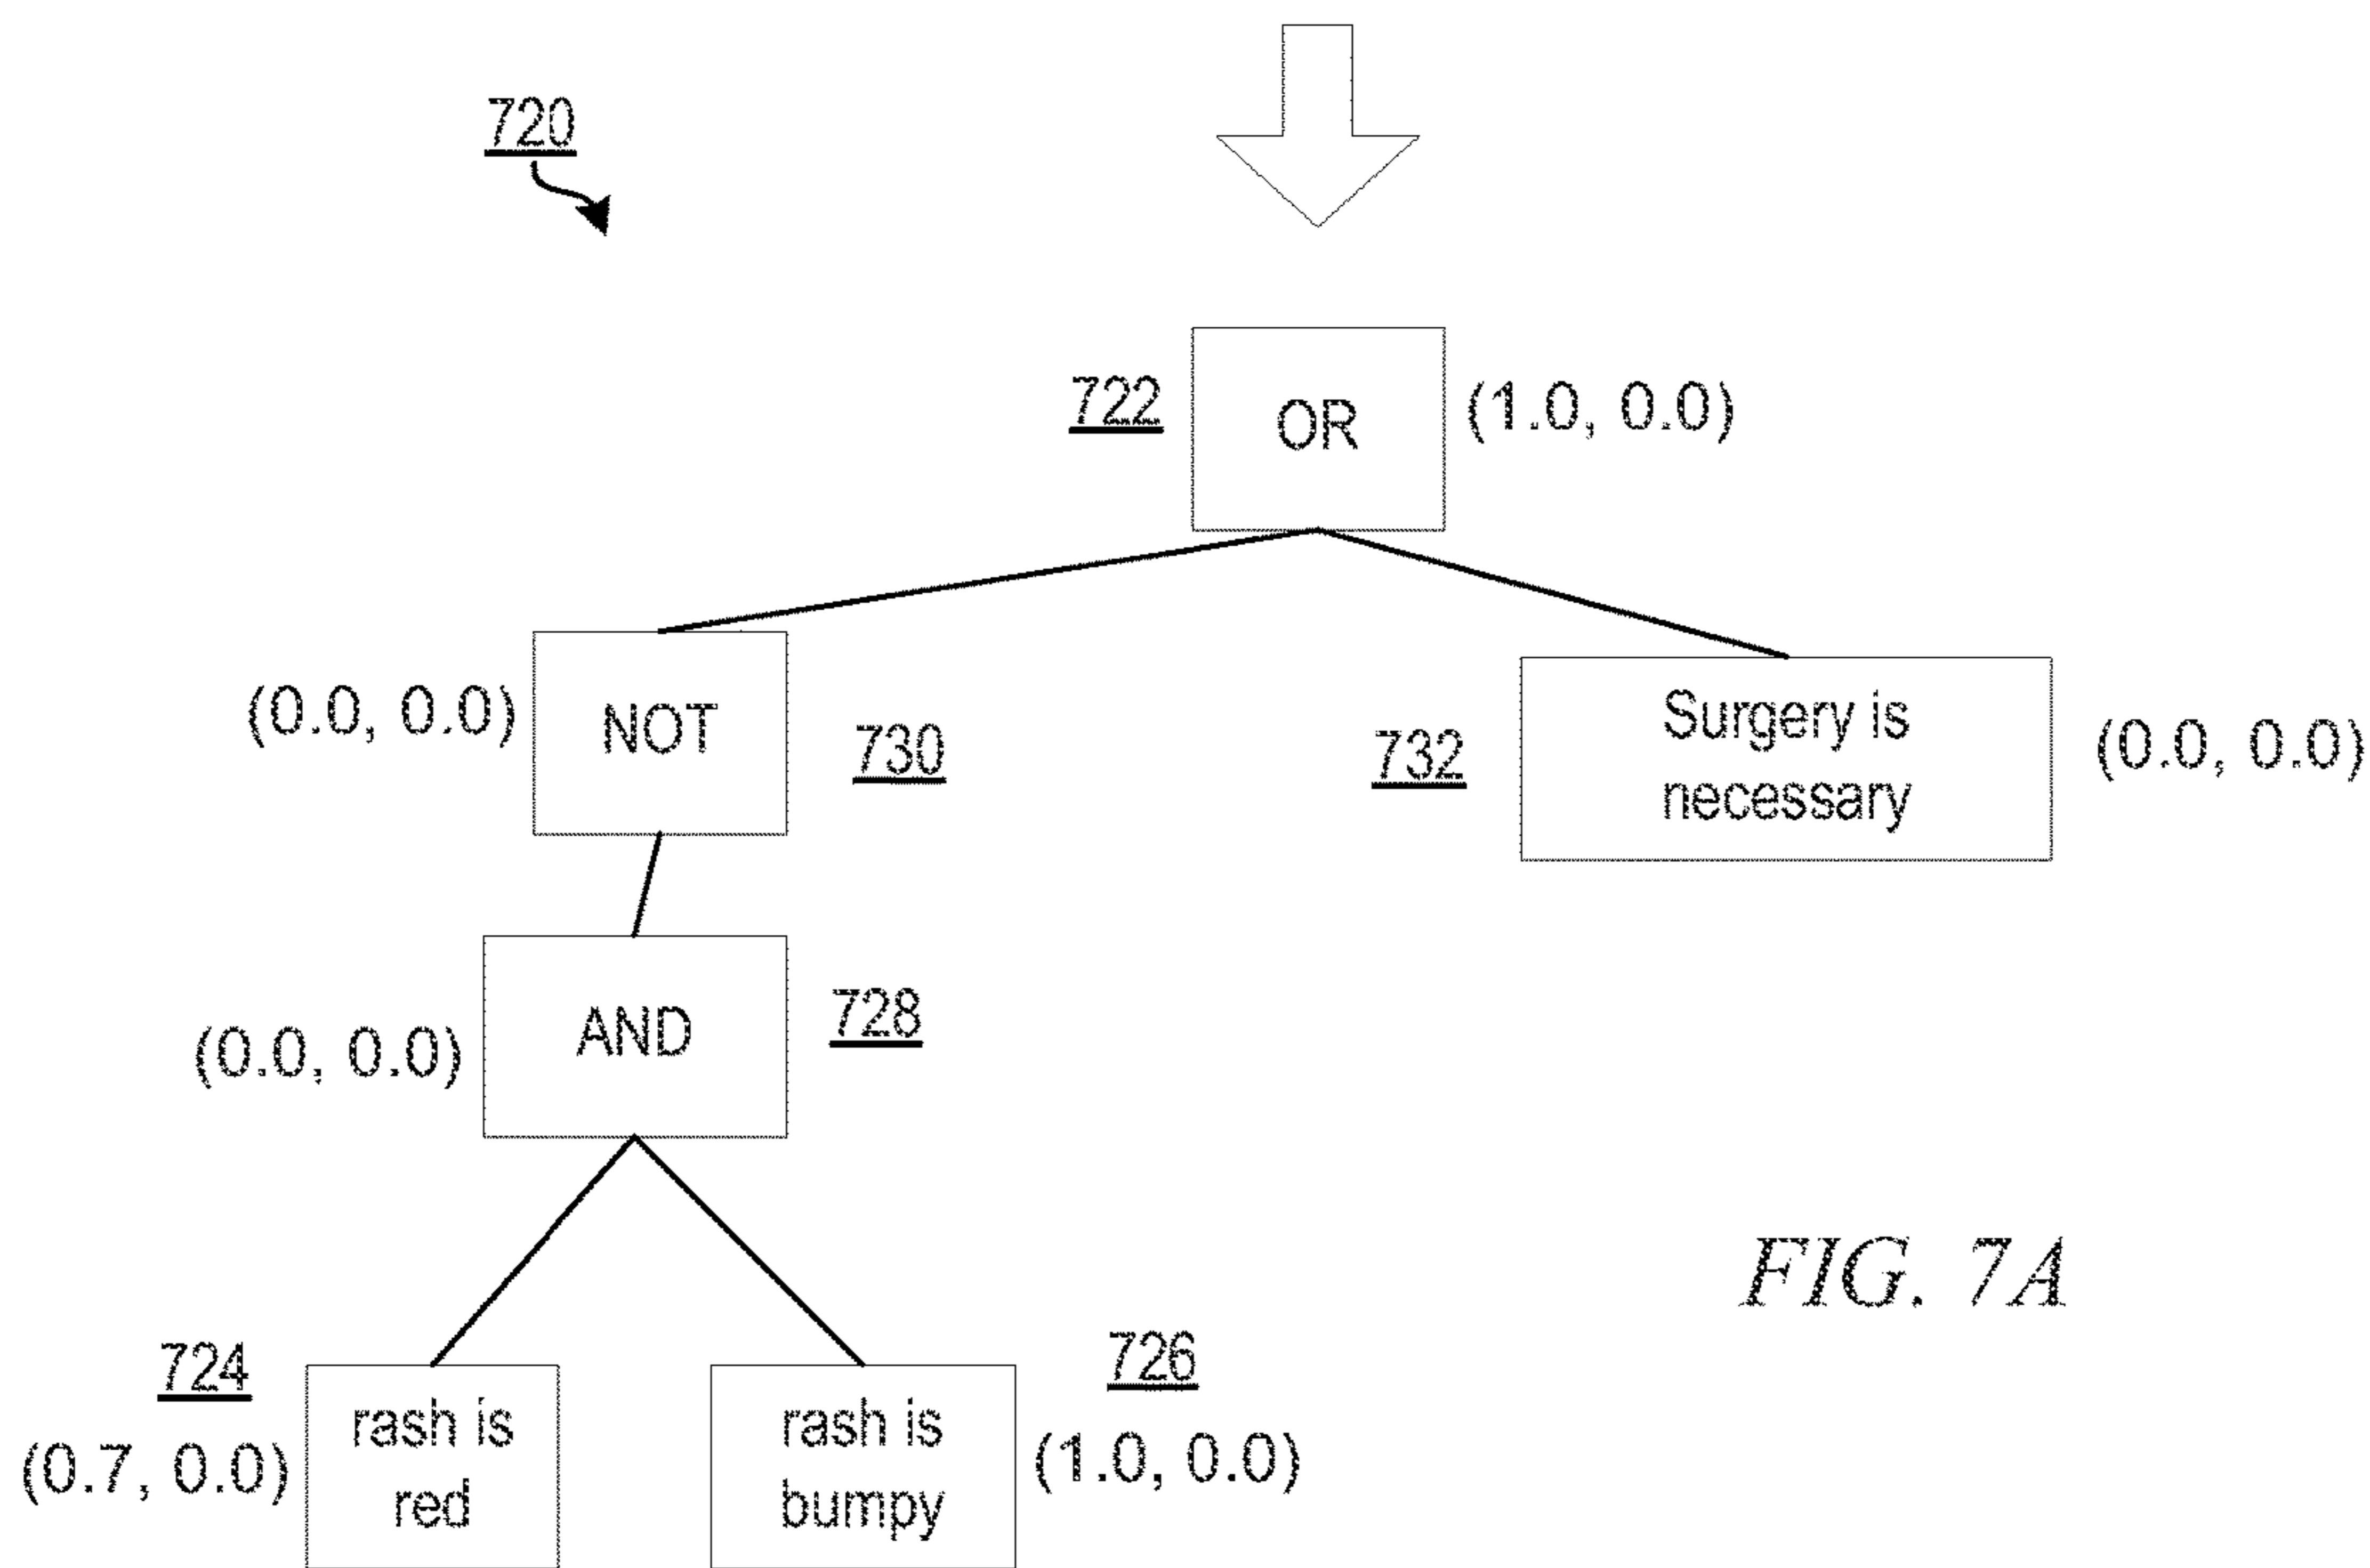 720
722
OR
(1.0, 0.0)
(0.0, 0.0)
NOT
730
732
Surgery is
necessary
(0.0, 0.0)
(0.0, 0.0)
AND
728
724
(0.7, 0.0)
rash is
red
rash is
bumpy
726
(1.0, 0.0)
FIG. 7A